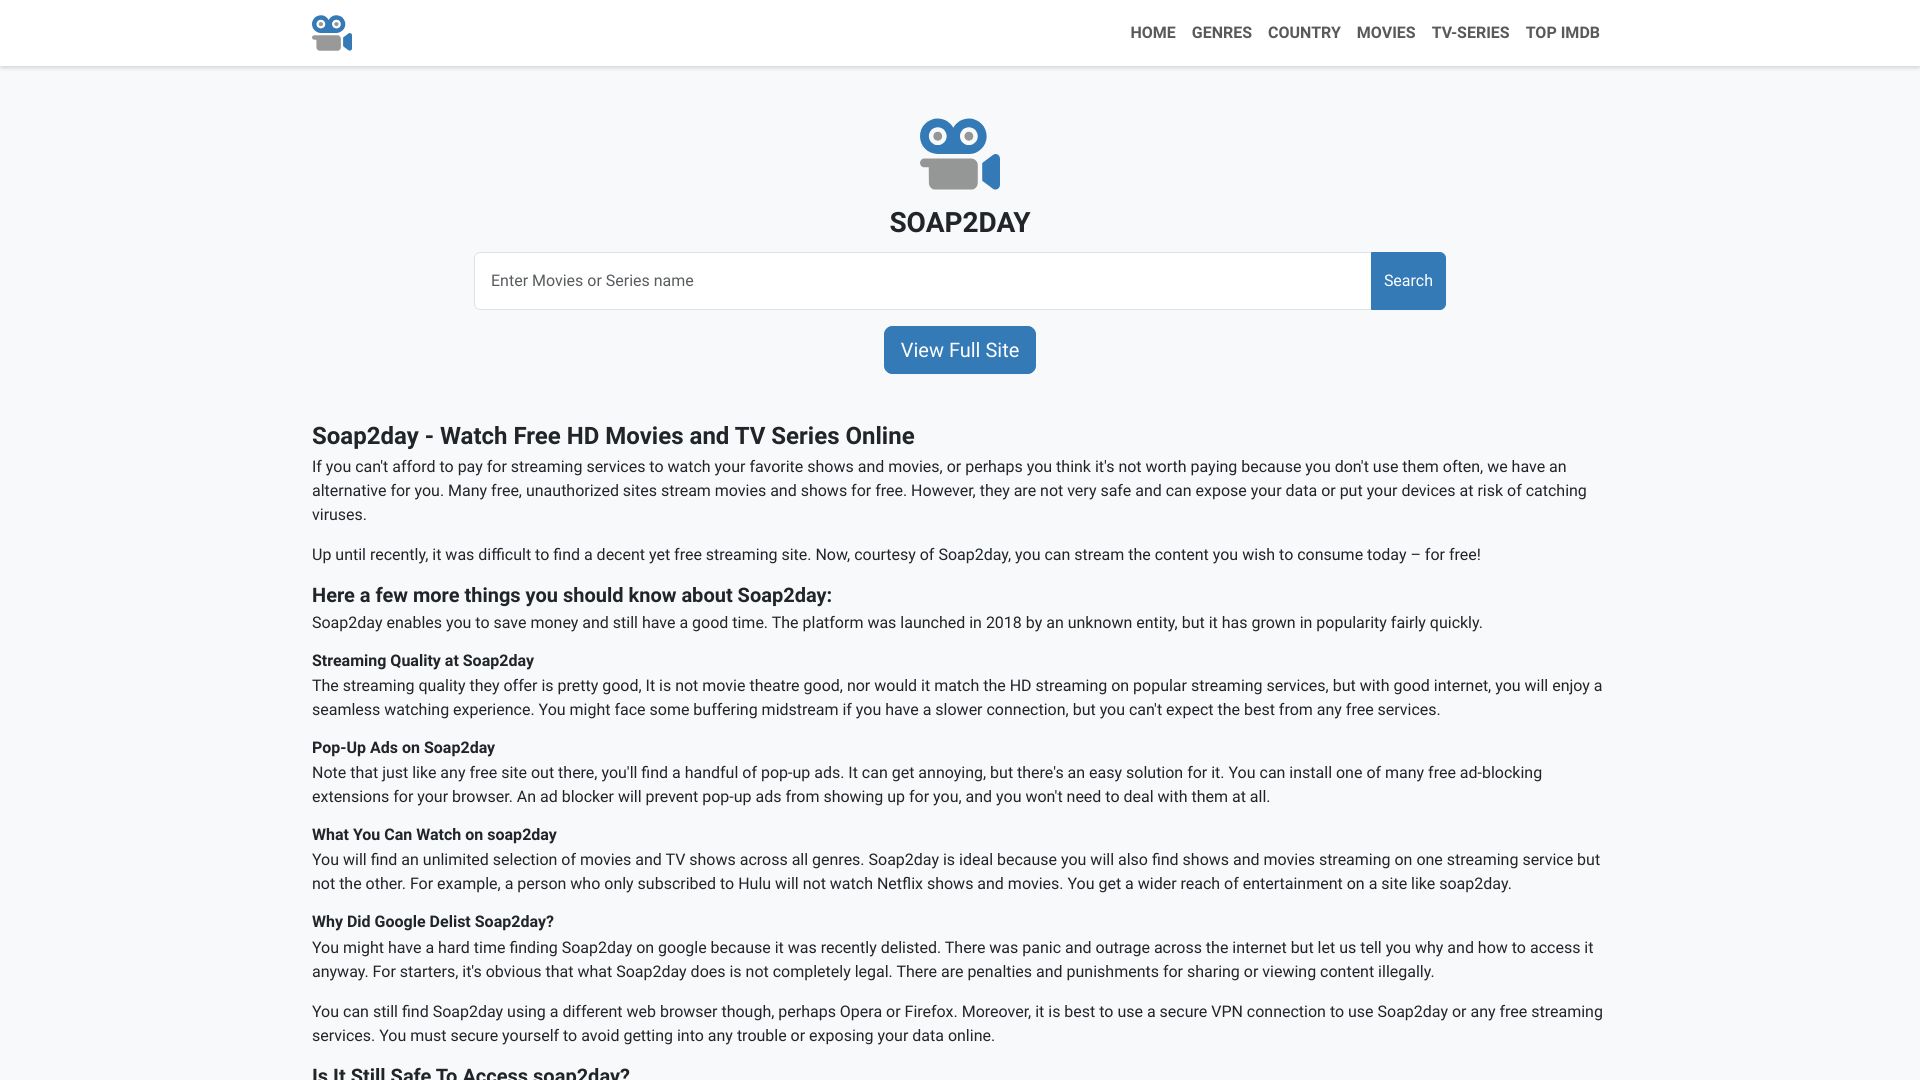 HOME GENRES COUNTRY MOVIES TV-SERIES TOP IMDB
SOAP2DAY
Enter Movies or Series name
Search
View Full Site
Soap2day - Watch Free HD Movies and TV Series Online
If you can't afford to pay for streaming services to watch your favorite shows and movies, or perhaps you think it's not worth paying because you don't use them often, we have an
alternative for you. Many free, unauthorized sites stream movies and shows for free. However, they are not very safe and can expose your data or put your devices at risk of catching
viruses.
Up until recently, it was difficult to find a decent yet free streaming site. Now, courtesy of Soap2day, you can stream the content you wish to consume today – for free!
Here a few more things you should know about Soap2day:
Soap2day enables you to save money and still have a good time. The platform was launched in 2018 by an unknown entity, but it has grown in popularity fairly quickly.
Streaming Quality at Soap2day
The streaming quality they offer is pretty good, It is not movie theatre good, nor would it match the HD streaming on popular streaming services, but with good internet, you will enjoy a
seamless watching experience. You might face some buffering midstream if you have a slower connection, but you can't expect the best from any free services.
Pop-Up Ads on Soap2day
Note that just like any free site out there, you'll find a handful of pop-up ads. It can get annoying, but there's an easy solution for it. You can install one of many free ad-blocking
extensions for your browser. An ad blocker will prevent pop-up ads from showing up for you, and you won't need to deal with them at all.
What You Can Watch on soap2day
You will find an unlimited selection of movies and TV shows across all genres. Soap2day is ideal because you will also find shows and movies streaming on one streaming service but
not the other. For example, a person who only subscribed to Hulu will not watch Netflix shows and movies. You get a wider reach of entertainment on a site like soap2day.
Why Did Google Delist Soap2day?
You might have a hard time finding Soap2day on google because it was recently delisted. There was panic and outrage across the internet but let us tell you why and how to access it
anyway. For starters, it's obvious that what Soap2day does is not completely legal. There are penalties and punishments for sharing or viewing content illegally.
You can still find Soap2day using a different web browser though, perhaps Opera or Firefox. Moreover, it is best to use a secure VPN connection to use Soap2day or any free streaming
services. You must secure yourself to avoid getting into any trouble or exposing your data online.
Is It Still Safe To Access soap2day?